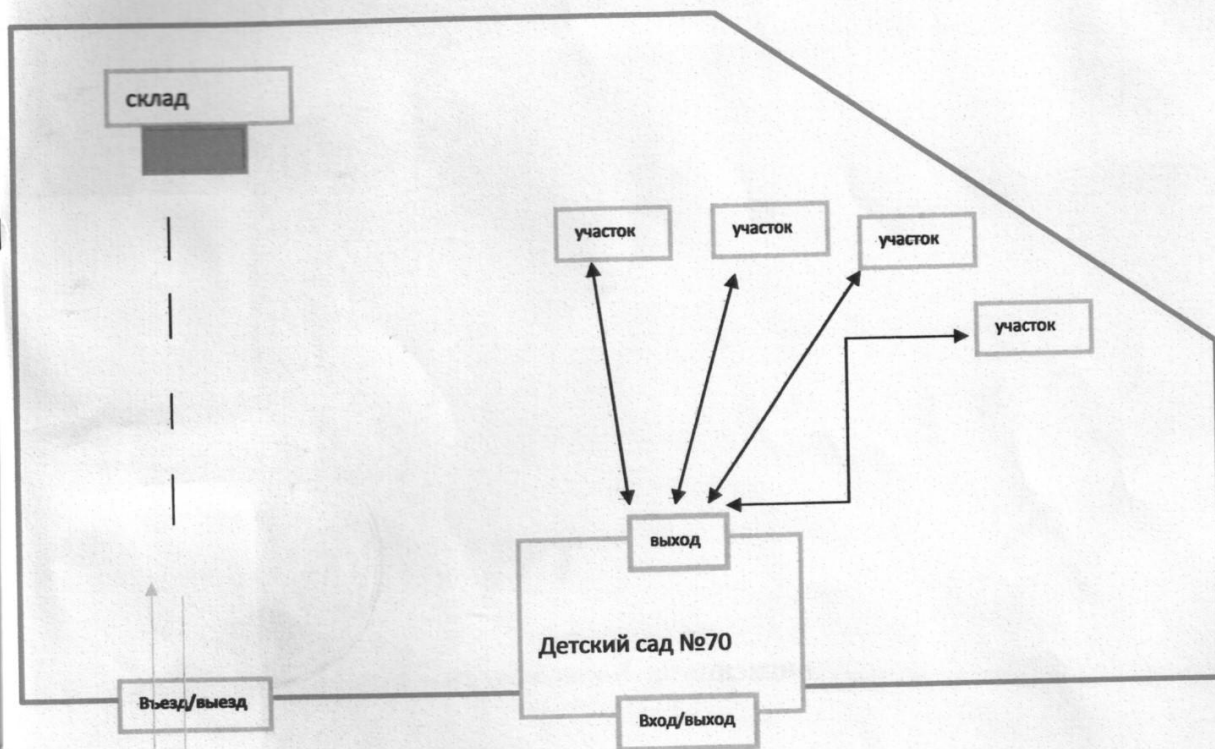 склад
участок
участок
участок
участок
выход
Детский сад №70
Въезд/выезд
Вход/выход